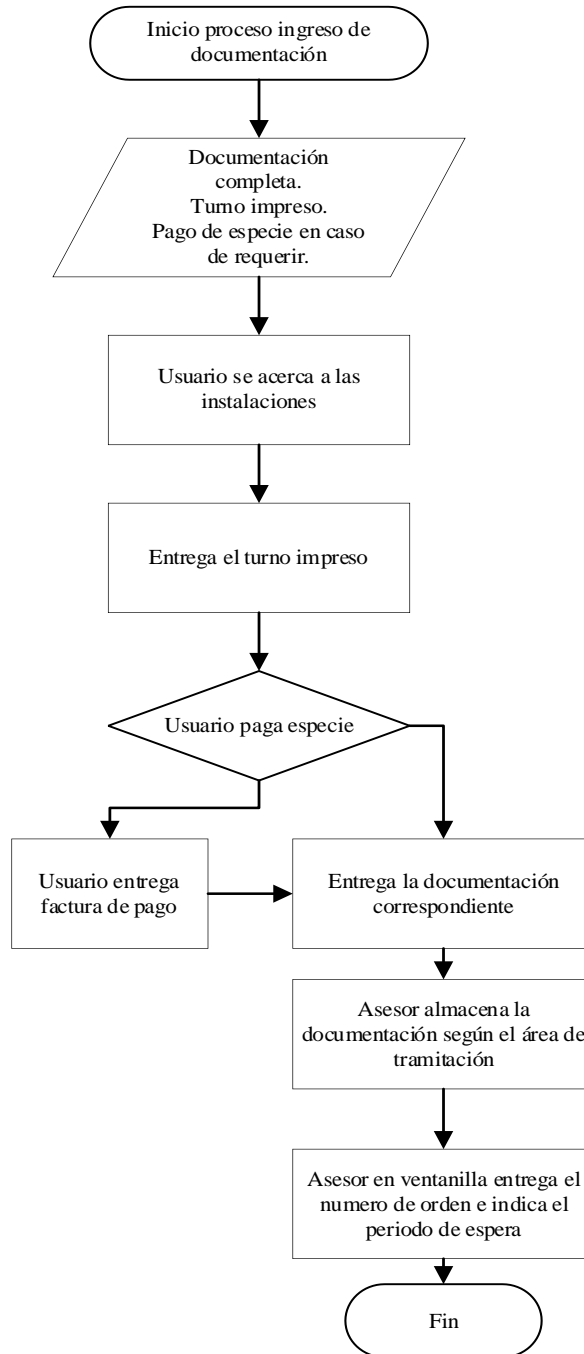 Inicio proceso ingreso de
documentación
Documentación
completa.
Turno impreso.
Pago de especie en caso
de requerir.
Usuario se acerca a las
instalaciones
Entrega el turno impreso
Usuario paga especie
Usuario entrega
factura de pago
Entrega la documentación
correspondiente
Asesor almacena la
documentación según el área de
tramitación
Asesor en ventanilla entrega el
numero de orden e indica el
periodo de espera
Fin